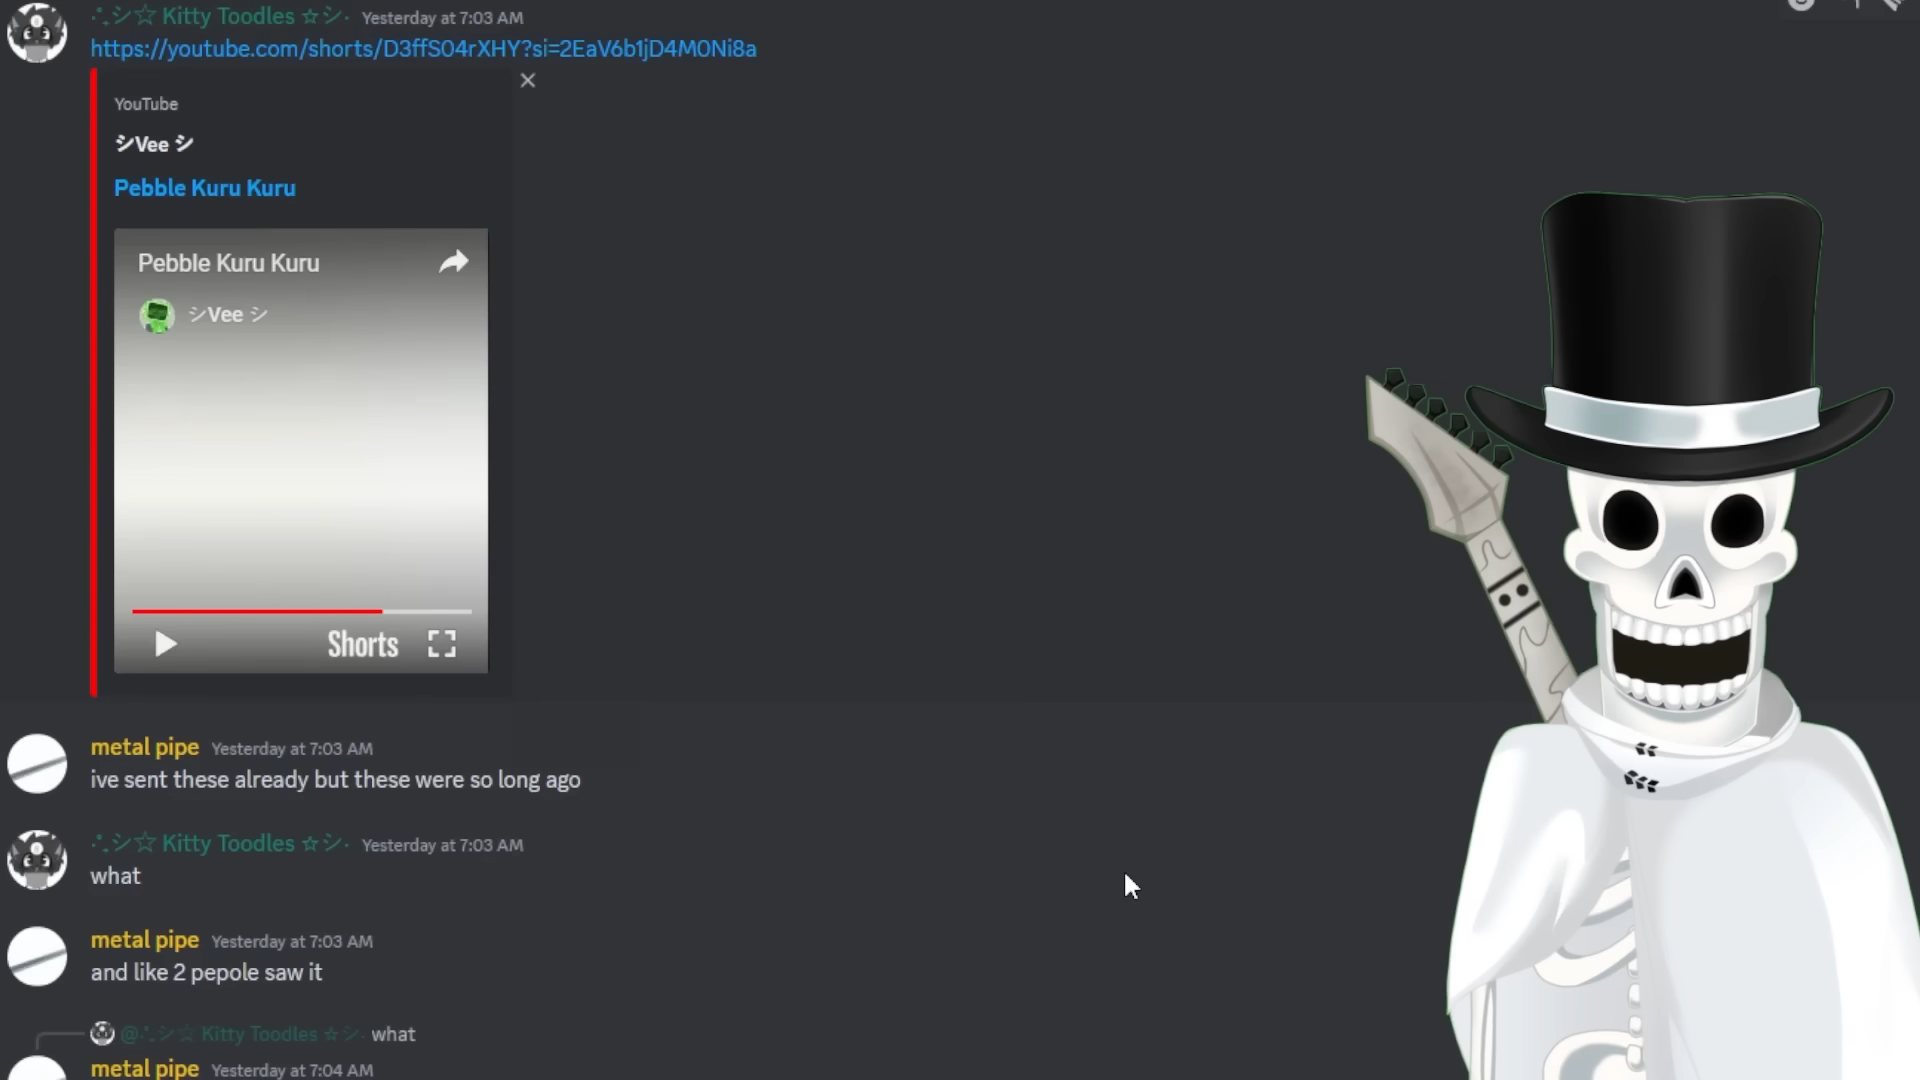 ·.シ☆ Kitty Toodles ☆シ· Yesterday at 7:03 AM
https://youtube.com/shorts/D3ffSO4rXHY?si=2EaV6b1jD4M0Ni8a
YouTube
シVee シ
Pebble Kuru Kuru
Pebble Kuru Kuru
シVee シ
Shorts
metal pipe Yesterday at 7:03 AM
ive sent these already but these were so long ago
·.シ☆ Kitty Toodles ☆シ· Yesterday at 7:03 AM
what
metal pipe Yesterday at 7:03 AM
and like 2 pepole saw it
@·.シ☆ Kitty Toodles ☆シ· what
metal pipe Yesterday at 7:04 AM